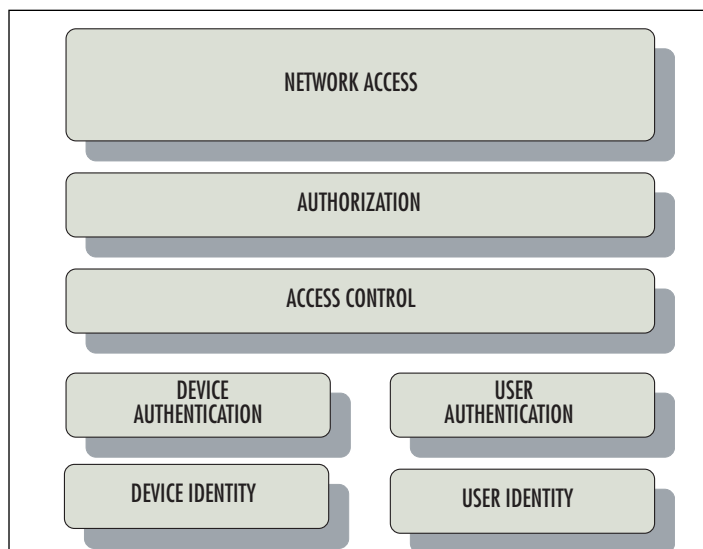 NETWORK ACCESS
AUTHORIZATION
ACCESS CONTROL
DEVICE
AUTHENTICATION
USER
AUTHENTICATION
DEVICE IDENTITY
USER IDENTITY